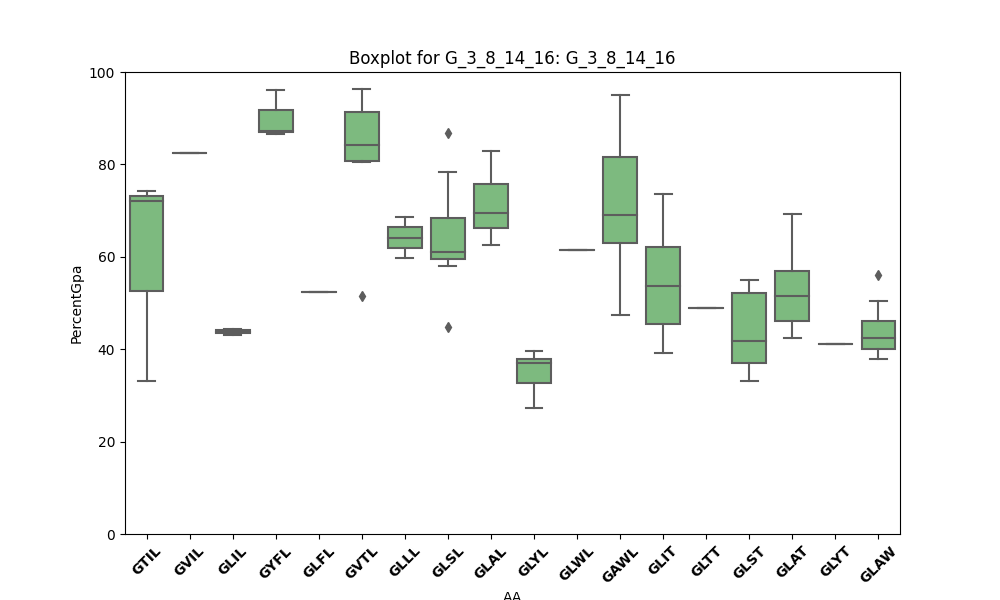 Boxplot for G_3_8_14_16: G_3_8_14_16
100
80
60
40
20
0
PercentGpa
GTIL GVIL GLIL GYFL GLFL GVTL GLLL GLSL GLAL GLYL GLWL GAWL GLIT GLTT GLST GLAT GLYT GLAW
AA